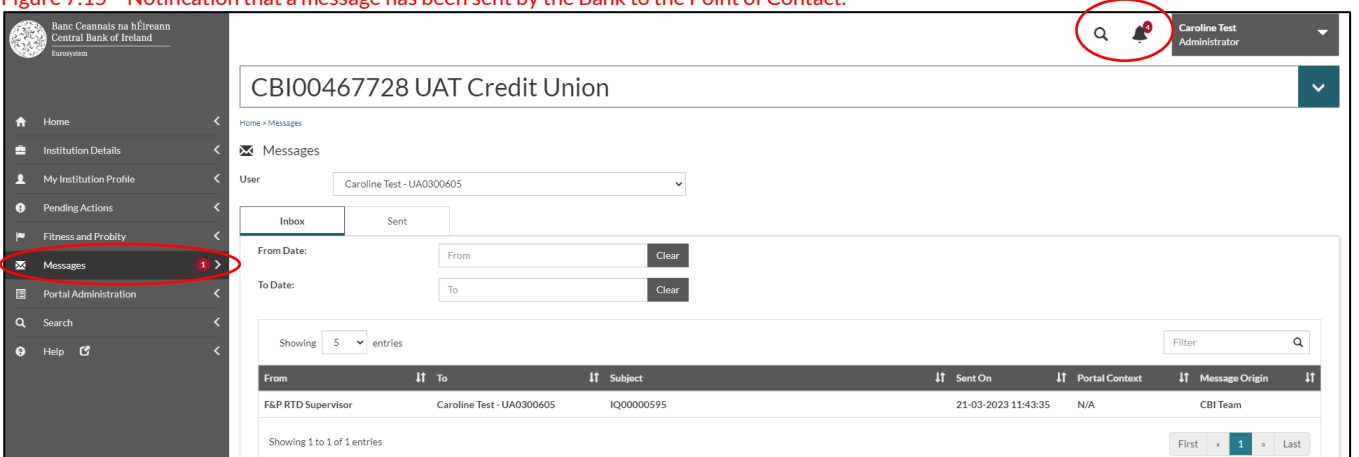 Figure 7.15 – Notification that a message has been sent by the Bank to the Point of Contact.
Banc Ceannais na hÉireann
Central Bank of Ireland
Eurosystem
4
Caroline Test
Administrator
CBI00467728 UAT Credit Union
Home
Institution Details
My Institution Profile
Pending Actions
Fitness and Probity
Messages 1
Portal Administration
Search
Help
Home > Messages
Messages
User Caroline Test - UA0300605
Inbox Sent
From Date: From Clear
To Date: To Clear
Showing 5 entries Filter
From To Subject Sent On Portal Context Message Origin
F&P RTD Supervisor Caroline Test - UA0300605 IQ00000595 21-03-2023 11:43:35 N/A CBI Team
Showing 1 to 1 of 1 entries First « 1 » Last